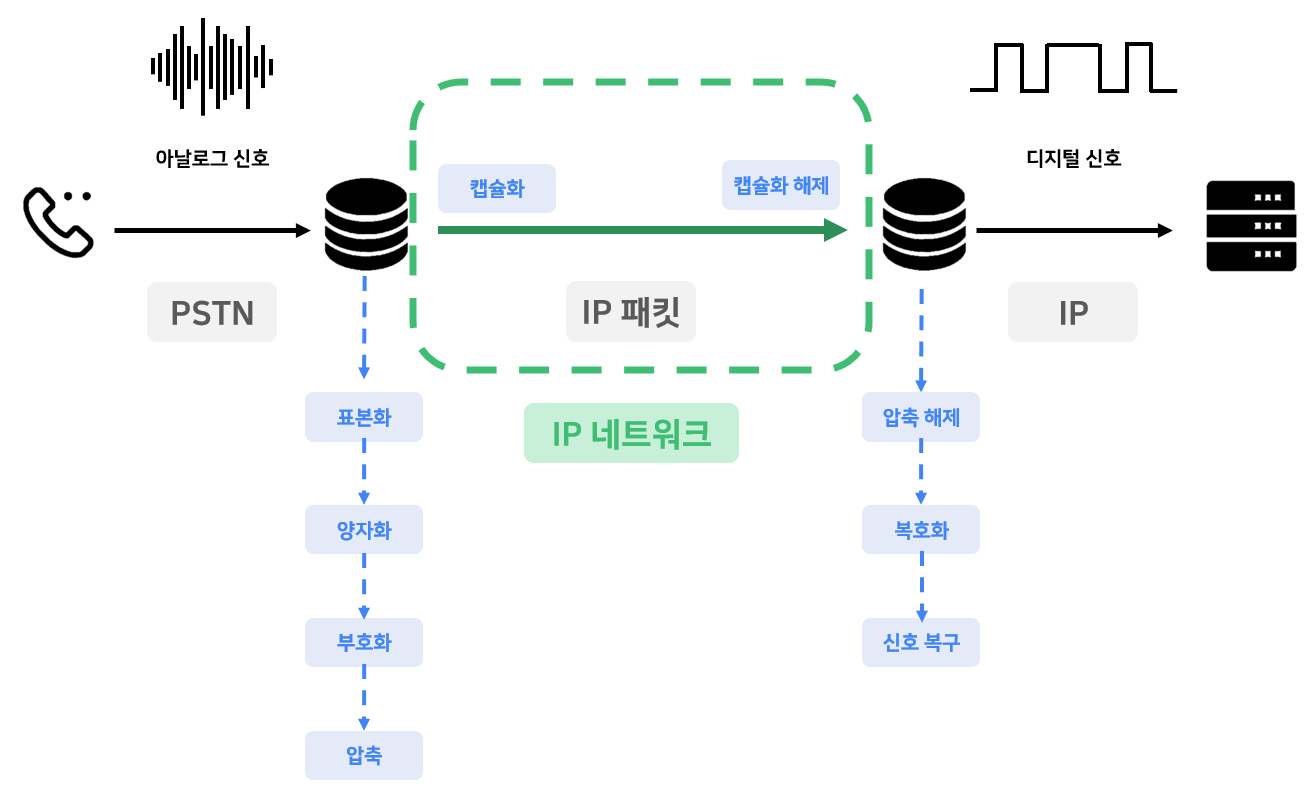 아날로그 신호
디지털 신호
캡슐화
캡슐화 해제
PSTN
IP 패킷
IP
IP 네트워크
표본화
양자화
부호화
압축
압축 해제
복호화
신호 복구